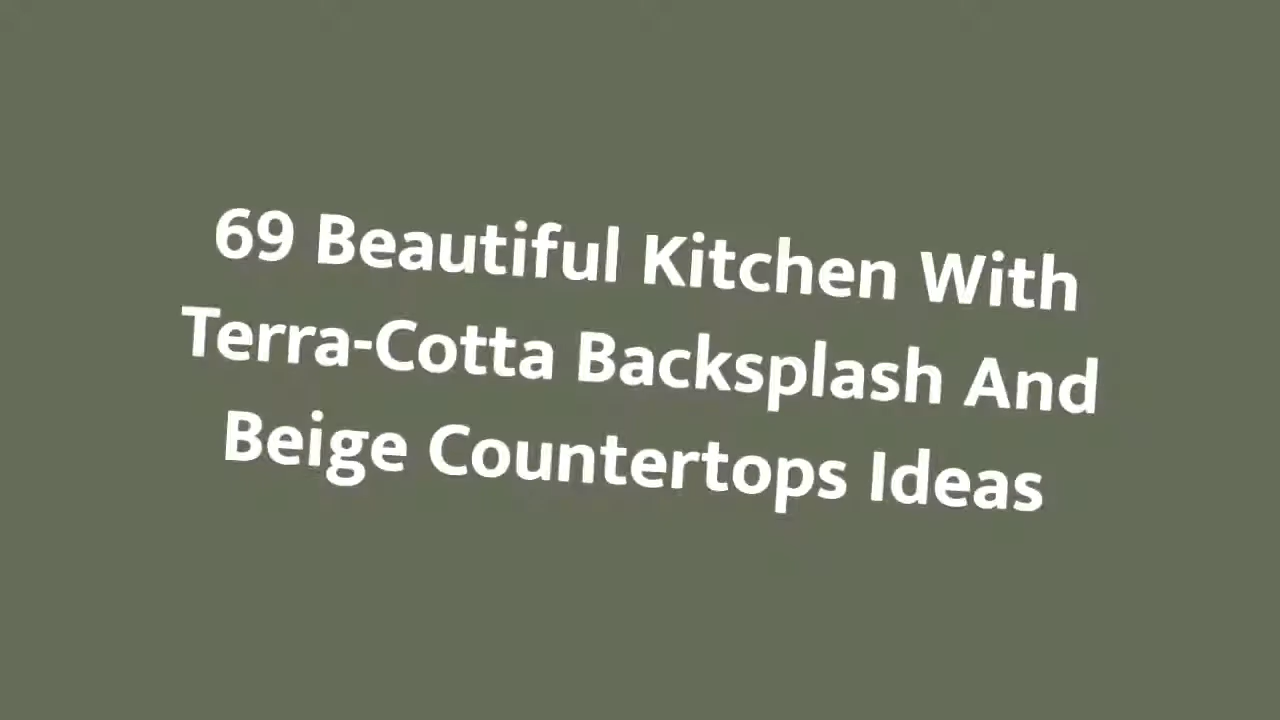 69 Beautiful Kitchen With
Terra-Cotta Backsplash And
Beige Countertops Ideas